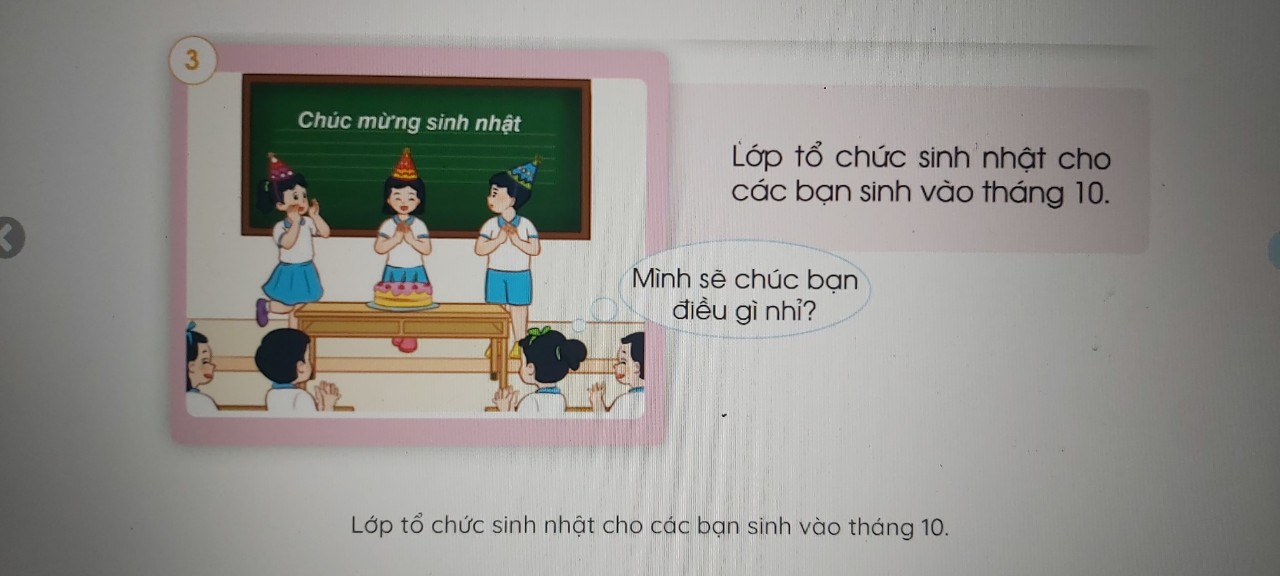 3
Chúc mừng sinh nhật
Lớp tổ chức sinh nhật cho
các bạn sinh vào tháng 10.
Mình sẽ chúc bạn
điều gì nhỉ?
Lớp tổ chức sinh nhật cho các bạn sinh vào tháng 10.